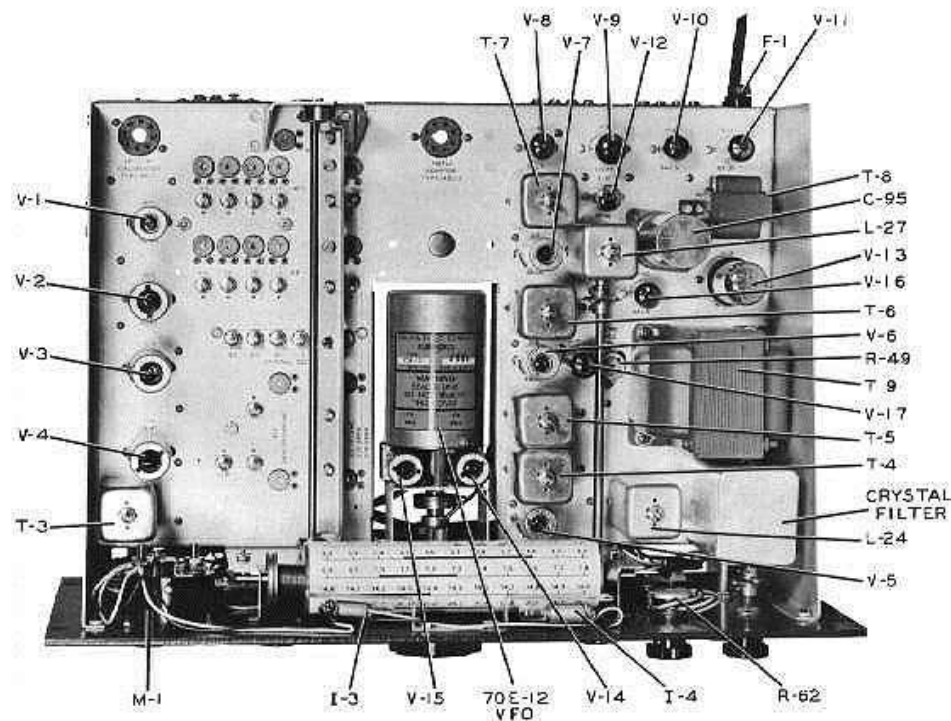 V-8
V-9
V-10
V-11
T-7
V-7
V-12
F-1
T-8
C-95
V-1
L-27
V-13
V-2
V-16
T-6
V-6
V-3
R-49
T-9
V-17
V-4
T-5
T-4
CRYSTAL
FILTER
T-3
L-24
V-5
M-1
I-3
V-15
70E-12
VFO
V-14
I-4
R-62